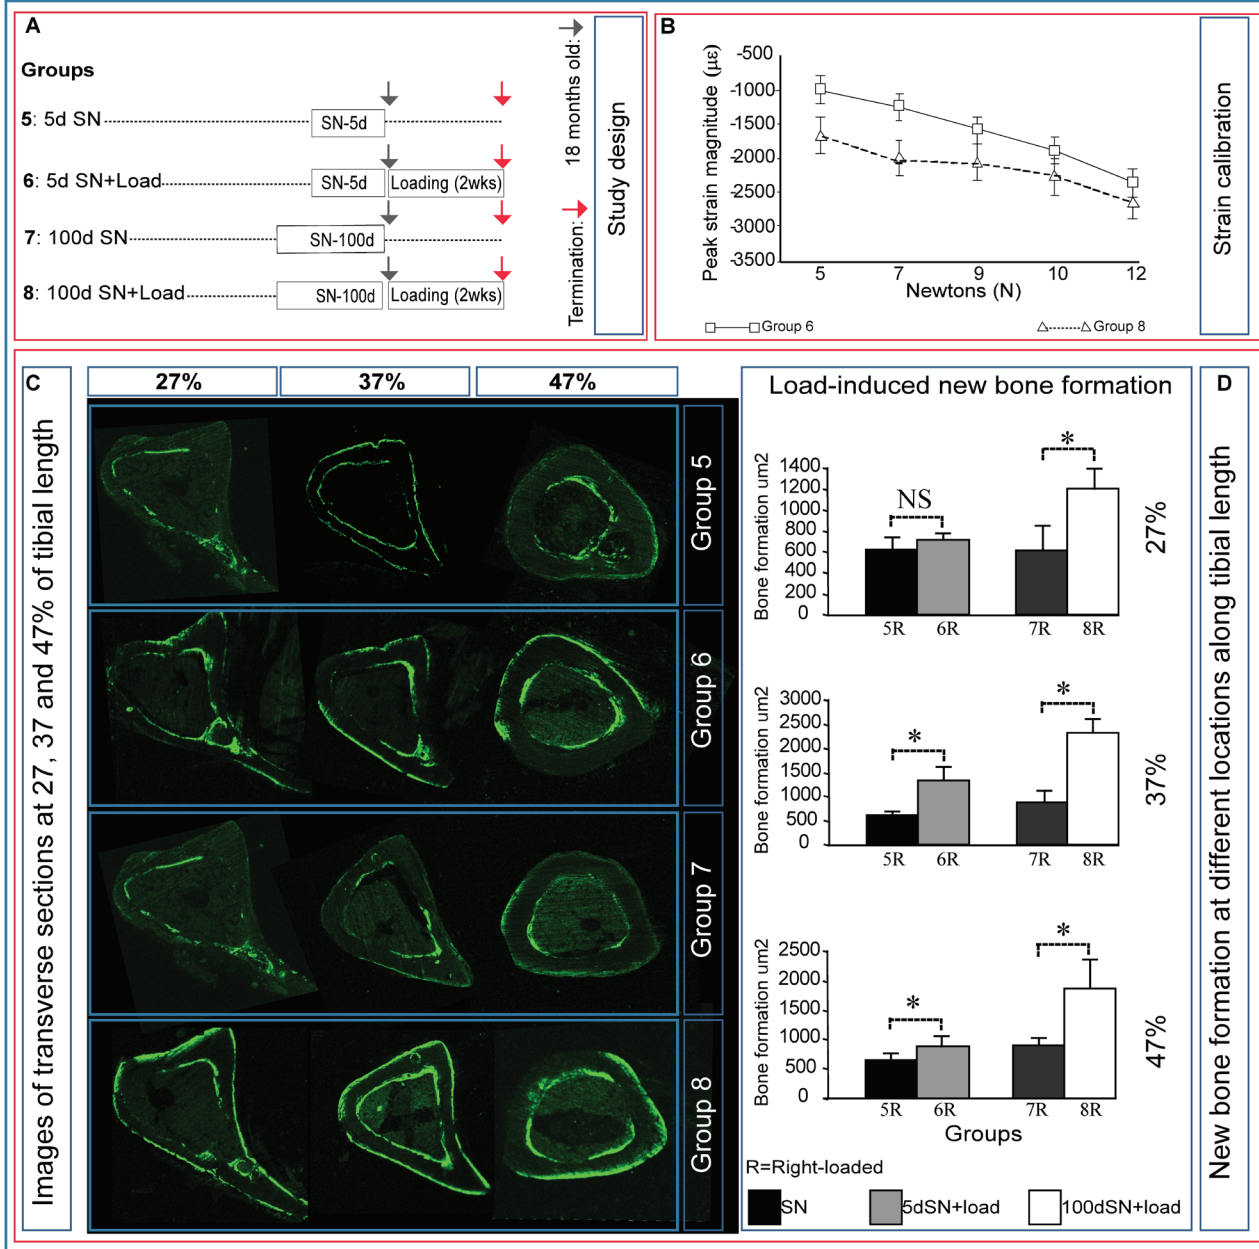 A
Groups
5: 5d SN
SN-5d
6: 5d SN+Load
SN-5d
Loading (2wks)
7: 100d SN
SN-100d
8: 100d SN+Load
SN-100d
Loading (2wks)
18 months old:
Termination:
Study design
B
Peak strain magnitude (με)
-500
-1000
-1500
-2000
-2500
-3000
-3500
5 7 9 10 12
Newtons (N)
Group 6
Group 8
Strain calibration
C
Images of transverse sections at 27, 37 and 47% of tibial length
27%
37%
47%
Group 5
Group 6
Group 7
Group 8
D
New bone formation at different locations along tibial length
Load-induced new bone formation
Bone formation um2
1400
1200
1000
800
600
400
200
0
NS
*
5R 6R 7R 8R
27%
Bone formation um2
3000
2500
2000
1500
1000
500
0
*
*
5R 6R 7R 8R
37%
Bone formation um2
2500
2000
1500
1000
500
0
*
*
5R 6R 7R 8R
47%
Groups
R=Right-loaded
SN
5dSN+load
100dSN+load